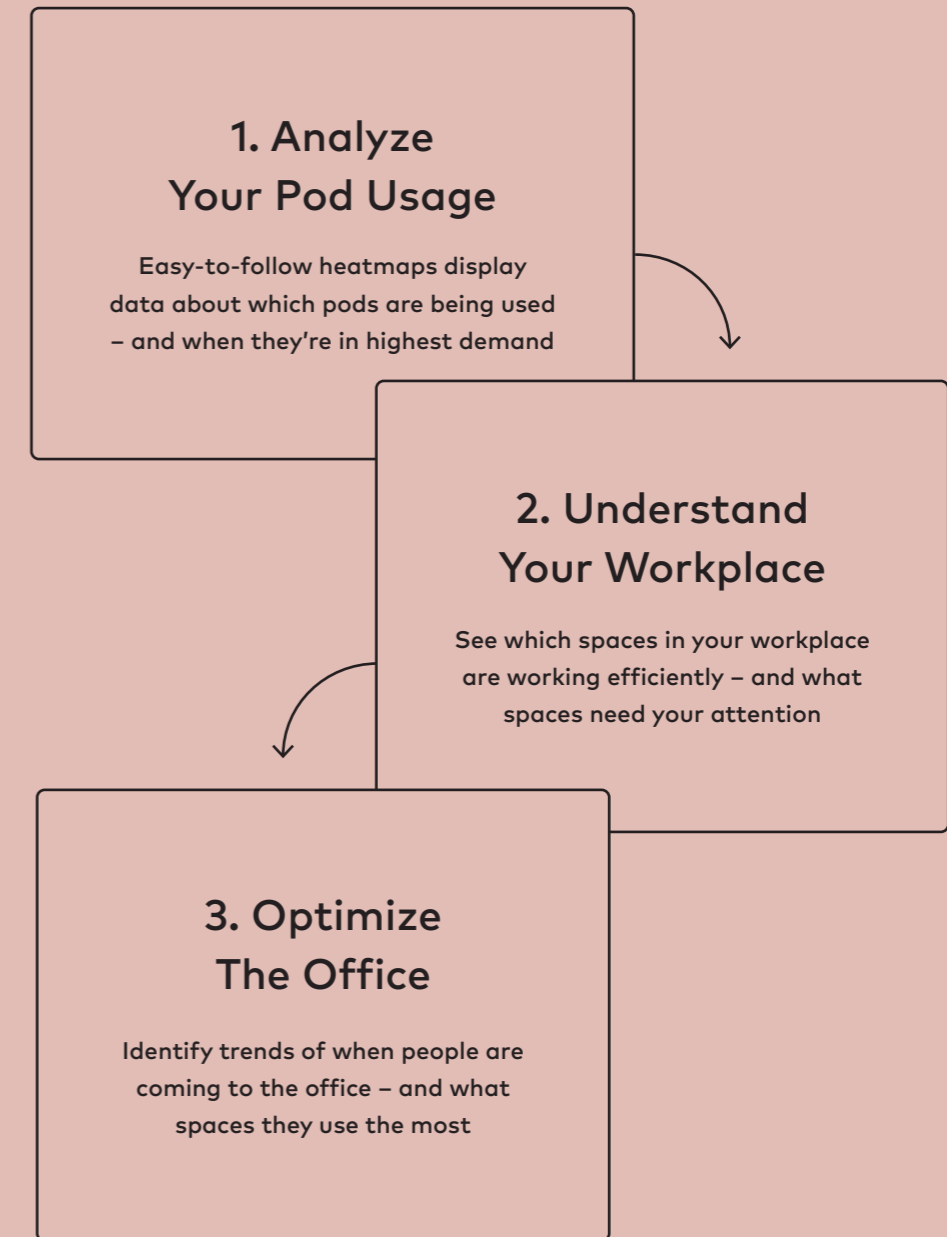 1. Analyze
Your Pod Usage
Easy-to-follow heatmaps display
data about which pods are being used
– and when they're in highest demand
2. Understand
Your Workplace
See which spaces in your workplace
are working efficiently – and what
spaces need your attention
3. Optimize
The Office
Identify trends of when people are
coming to the office – and what
spaces they use the most